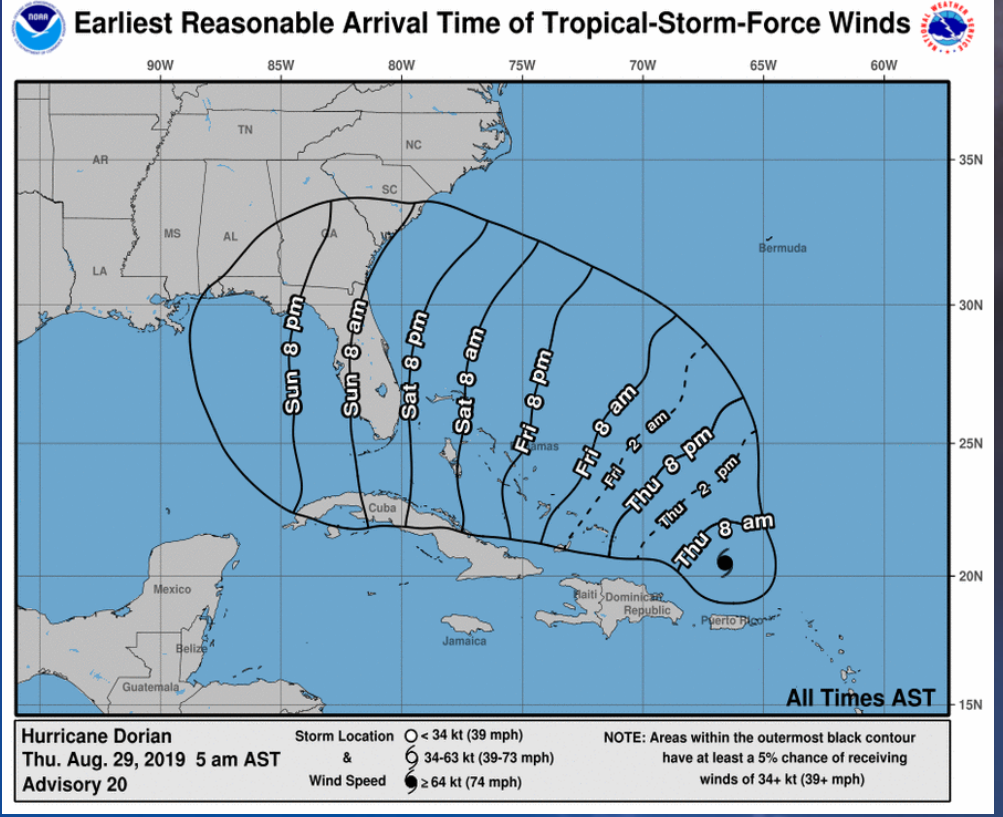 NOAA
Earliest Reasonable Arrival Time of Tropical-Storm-Force Winds
90W 85W 80W 75W 70W 65W 60W
TN
NC
AR
35N
SC
MS
AL
GA
Bermuda
LA
30N
Sun 8 pm
Sun 8 am
Sat 8 pm
Sat 8 am
Fri 8 pm
Fri 8 am
Fri 2 am
Thu 8 pm
Thu 2 pm
Thu 8 am
25N
Cuba
20N
Mexico
Haiti
Dominican
Republic
Puerto Rico
Jamaica
Belize
Guatemala
All Times AST
15N
Hurricane Dorian
Thu. Aug. 29, 2019 5 am AST
Advisory 20
Storm Location
&
Wind Speed
< 34 kt (39 mph)
34-63 kt (39-73 mph)
≥ 64 kt (74 mph)
NOTE: Areas within the outermost black contour
have at least a 5% chance of receiving
winds of 34+ kt (39+ mph)